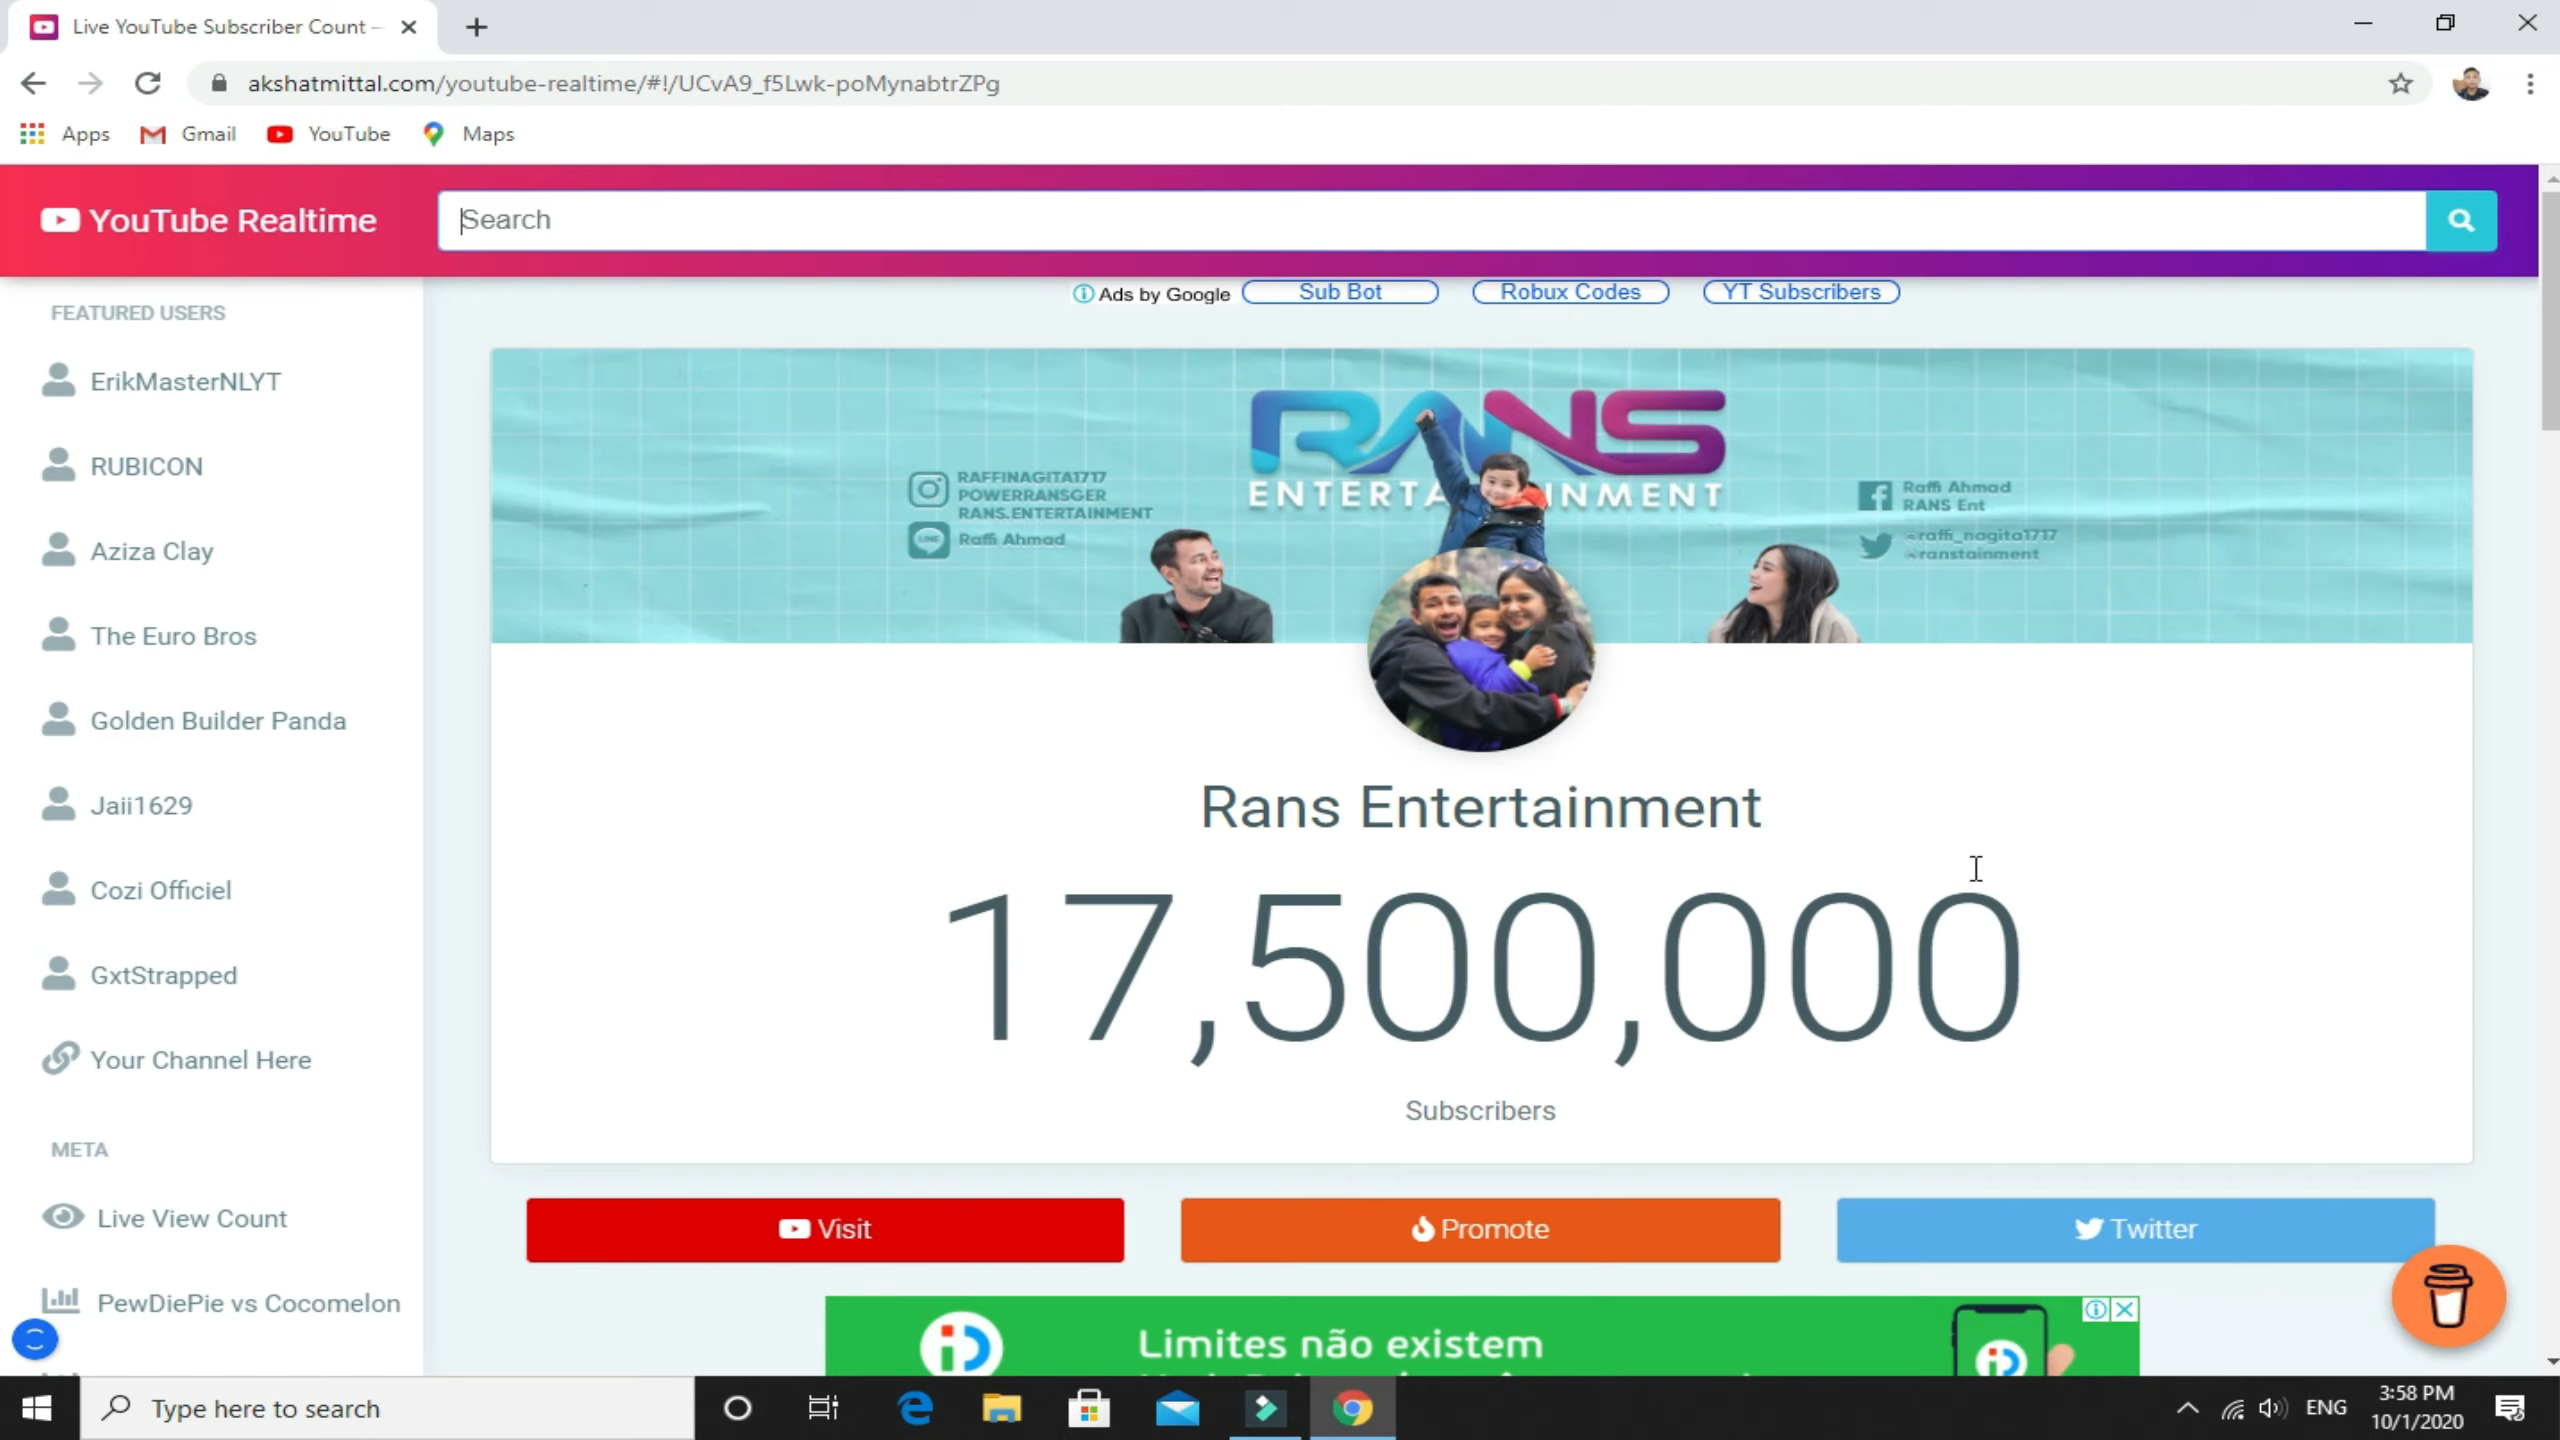 Live YouTube Subscriber Count –
akshatmittal.com/youtube-realtime/#!/UCvA9_f5Lwk-poMynabtrZPg
Apps
Gmail
YouTube
Maps
YouTube Realtime
Search
FEATURED USERS
ErikMasterNLYT
RUBICON
Aziza Clay
The Euro Bros
Golden Builder Panda
Jaii1629
Cozi Officiel
GxtStrapped
Your Channel Here
META
Live View Count
PewDiePie vs Cocomelon
Ads by Google
Sub Bot
Robux Codes
YT Subscribers
RANS
ENTERTAINMENT
RAFFINAGITA1717
POWERRANSGER
RANS.ENTERTAINMENT
LINE
Raffi Ahmad
Raffi Ahmad
RANS Ent
@raffi_nagita1717
@ranstainment
Rans Entertainment
17,500,000
Subscribers
Visit
Promote
Twitter
Limites não existem
Type here to search
ENG
3:58 PM
10/1/2020